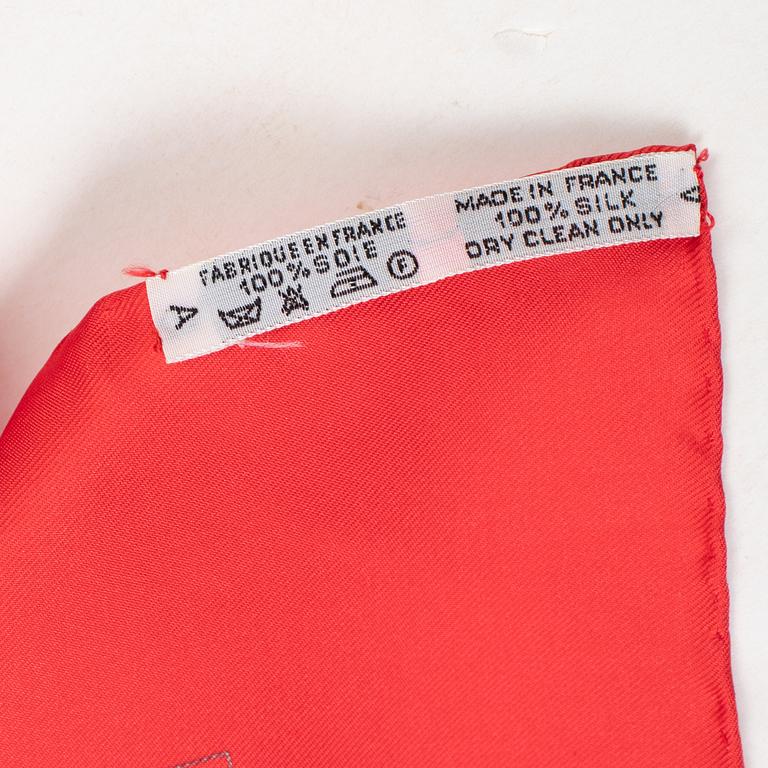 A
FABRIQUE EN FRANCE
100% SOIE
P
MADE IN FRANCE
100% SILK
DRY CLEAN ONLY
A